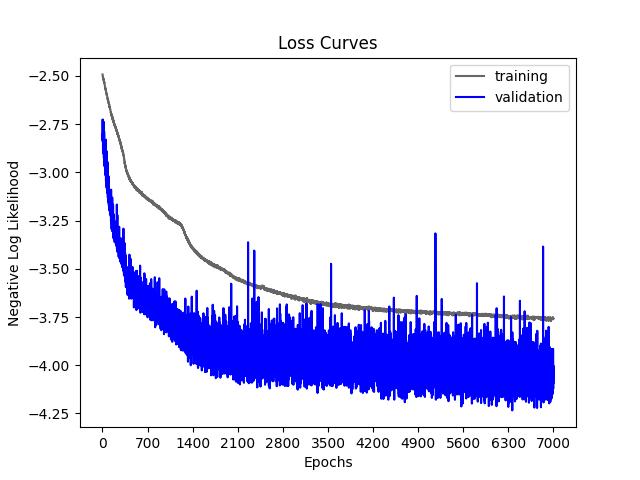 Loss Curves
training
validation
Negative Log Likelihood
−2.50
−2.75
−3.00
−3.25
−3.50
−3.75
−4.00
−4.25
0 700 1400 2100 2800 3500 4200 4900 5600 6300 7000
Epochs